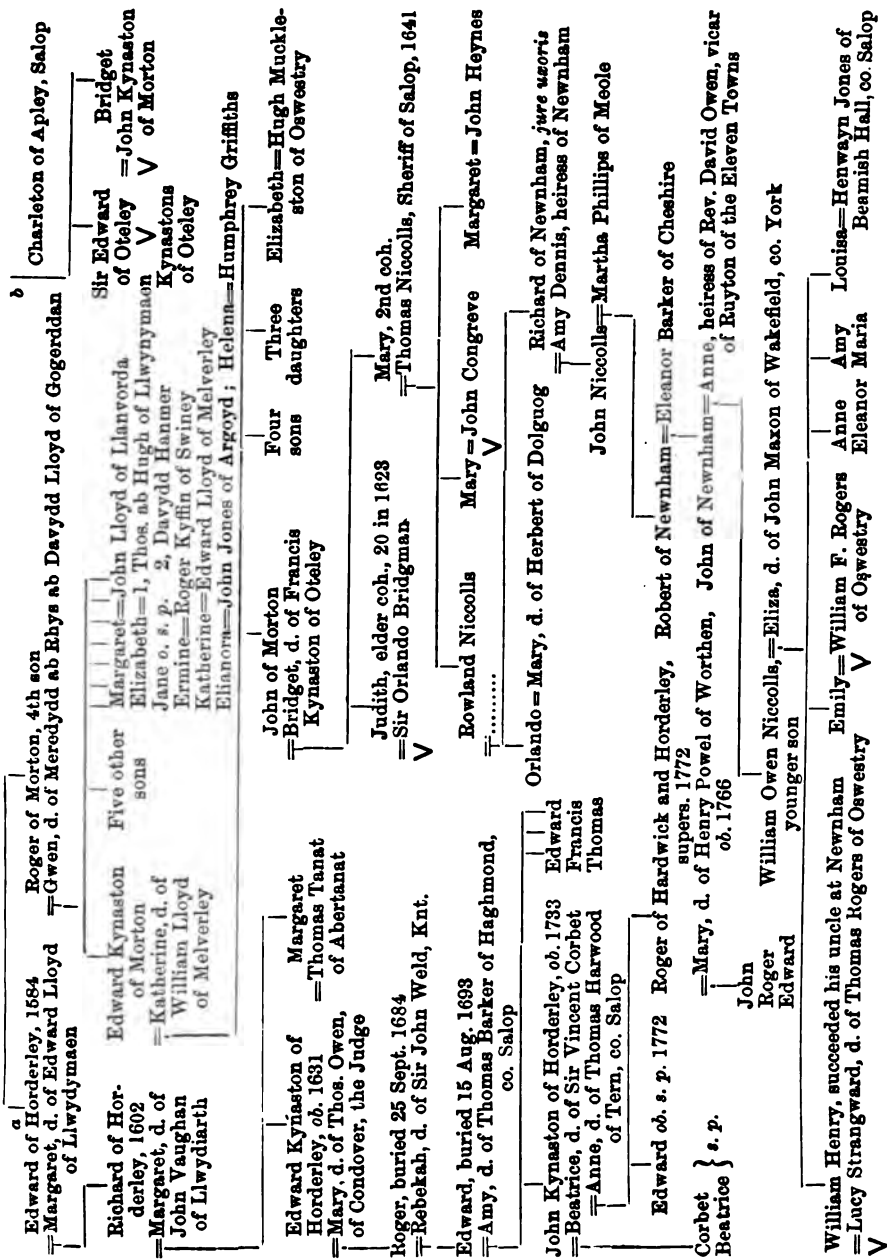 a
Edward of Horderley, 1584
=Margaret, d. of Edward Lloyd
of Llwydymaen
Roger of Morton, 4th son
=Gwen, d. of Meredydd ab Rhys ab Davydd Lloyd of Gogerddan
b
Charleton of Apley, Salop
Richard of Hor-
derley, 1602
=Margaret, d. of
John Vaughan
of Llwydiarth
Edward Kynaston
of Morton
=Katherine, d. of
William Lloyd
of Melverley
Five other
sons
Margaret=John Lloyd of Llanvorda
Elizabeth=1, Thos. ab Hugh of Llwynymaen
Jane o. s. p. 2, Davydd Hanmer
Ermine=Roger Kyffin of Swiney
Katherine=Edward Lloyd of Melverley
Elianora=John Jones of Argoyd; Helena=Humphrey Griffiths
Sir Edward
of Oteley
V
Kynastons
of Oteley
Bridget
=John Kynaston
V of Morton
Edward Kynaston of
Horderley, ob. 1631
=Mary, d. of Thos. Owen,
of Condover, the Judge
Margaret
=Thomas Tanat
of Abertanat
John of Morton
=Bridget, d. of Francis
Kynaston of Oteley
Four
sons
Three
daughters
Elizabeth=Hugh Muckle-
ston of Oswestry
Roger, buried 25 Sept. 1684
=Rebekah, d. of Sir John Weld, Knt.
Judith, elder coh., 20 in 1628
=Sir Orlando Bridgman
V
Mary, 2nd coh.
=Thomas Niccolls, Sheriff of Salop, 1641
Edward, buried 15 Aug. 1693
=Amy, d. of Thomas Barker of Haghmond,
co. Salop
Rowland Niccolls
=.........
Mary=John Congreve
V
Margaret=John Heynes
John Kynaston of Horderley, ob. 1733
=Beatrice, d. of Sir Vincent Corbet
=Anne, d. of Thomas Harwood
of Tern, co. Salop
Edward
Francis
Thomas
Orlando=Mary, d. of Herbert of Dolguog
Richard of Newnham, jure uxoris
=Amy Dennis, heiress of Newnham
John Niccolls=Martha Phillips of Meole
Edward ob. s. p. 1772
Roger of Hardwick and Horderley,
supers. 1772
Robert of Newnham=Eleanor Barker of Cheshire
Corbet
Beatrice } s. p.
=Mary, d. of Henry Powel of Worthen,
ob. 1766
John of Newnham=Anne, heiress of Rev. David Owen, vicar
of Ruyton of the Eleven Towns
John
Roger
Edward
William Owen Niccolls,=Eliza, d. of John Maxon of Wakefield, co. York
younger son
William Henry, succeeded his uncle at Newnham
=Lucy Strangward, d. of Thomas Rogers of Oswestry
V
Emily=William F. Rogers
V of Oswestry
Anne
Eleanor
Amy
Maria
Louisa=Henwayn Jones of
Beamish Hall, co. Salop